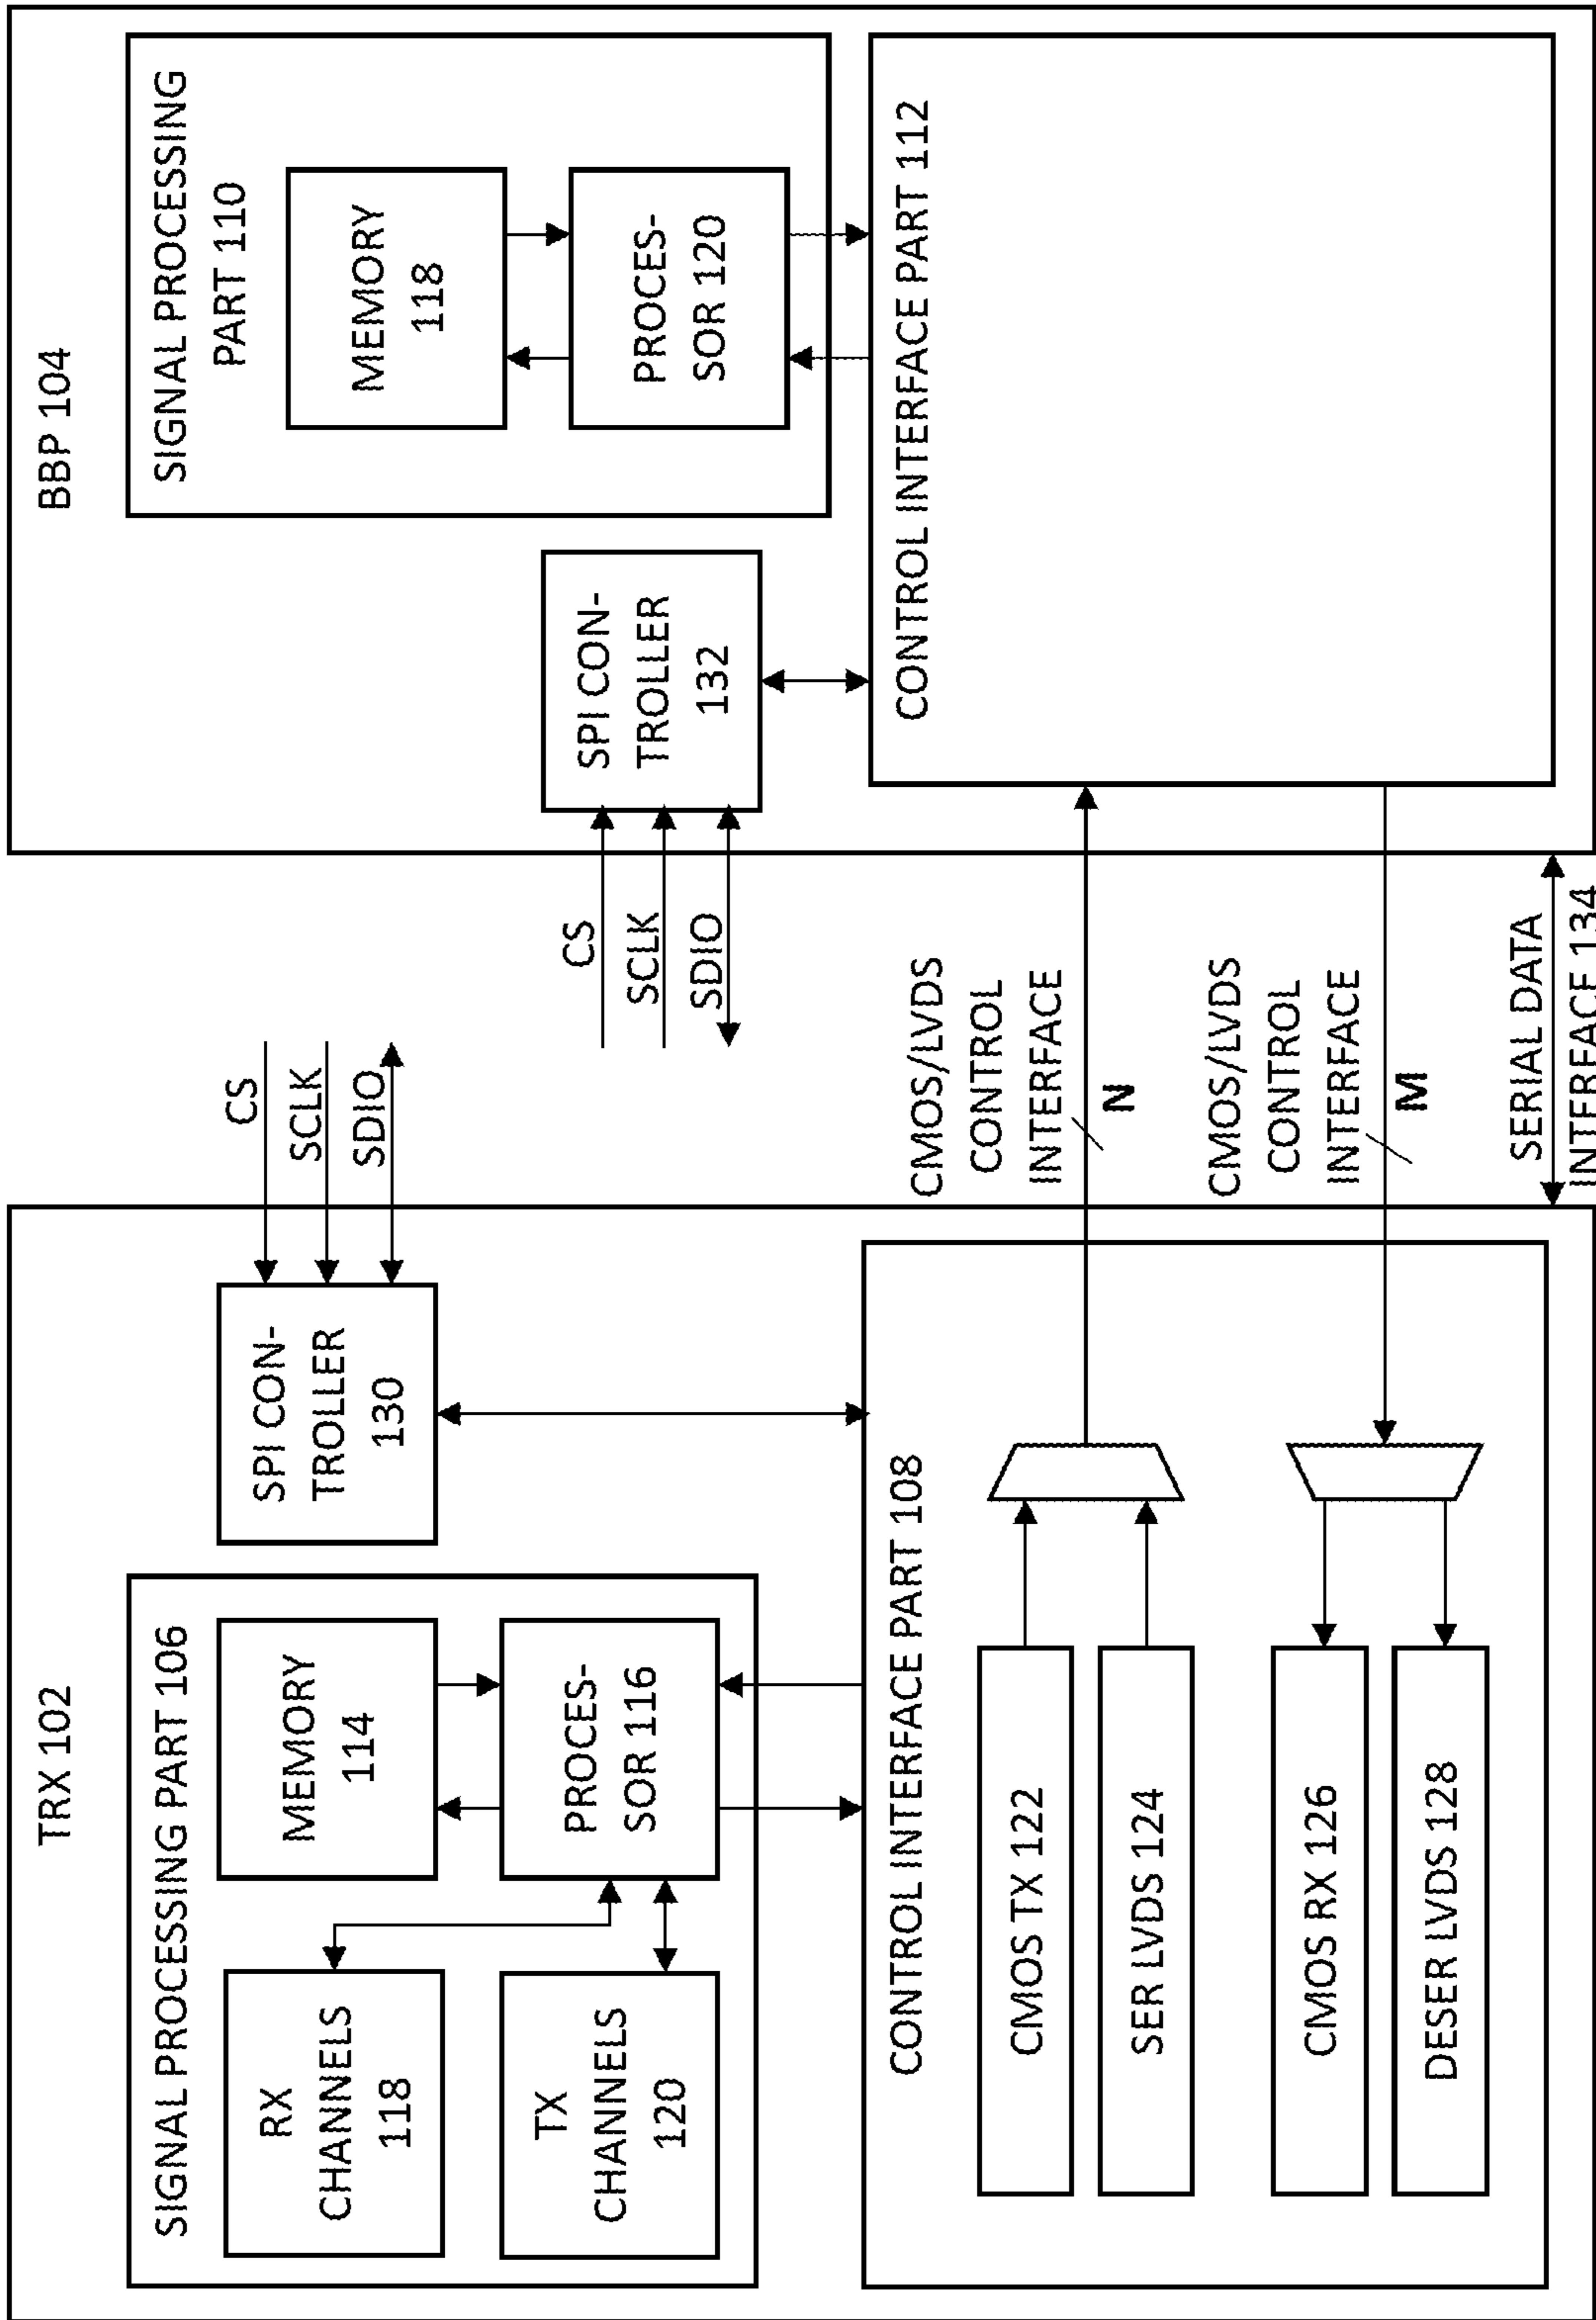 TRX 102
SIGNAL PROCESSING PART 106
RX
CHANNELS
118
TX
CHANNELS
120
MEMORY
114
PROCES-
SOR 116
SPI CON-
TROLLER
130
CS
SCLK
SDIO
CONTROL INTERFACE PART 108
CMOS TX 122
SER LVDS 124
CMOS RX 126
DESER LVDS 128
CMOS/LVDS
CONTROL
INTERFACE
N
CMOS/LVDS
CONTROL
INTERFACE
M
SERIAL DATA
INTERFACE 134
BBP 104
CS
SCLK
SDIO
SPI CON-
TROLLER
132
SIGNAL PROCESSING
PART 110
MEMORY
118
PROCES-
SOR 120
CONTROL INTERFACE PART 112